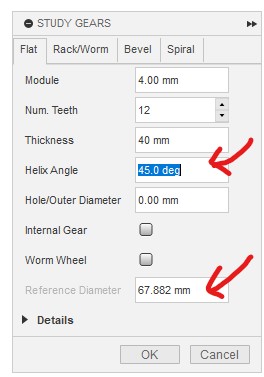 STUDY GEARS
Flat Rack/Worm Bevel Spiral
Module 4.00 mm
Num. Teeth 12
Thickness 40 mm
Helix Angle 45.0 deg
Hole/Outer Diameter 0.00 mm
Internal Gear
Worm Wheel
Reference Diameter 67.882 mm
Details
OK Cancel